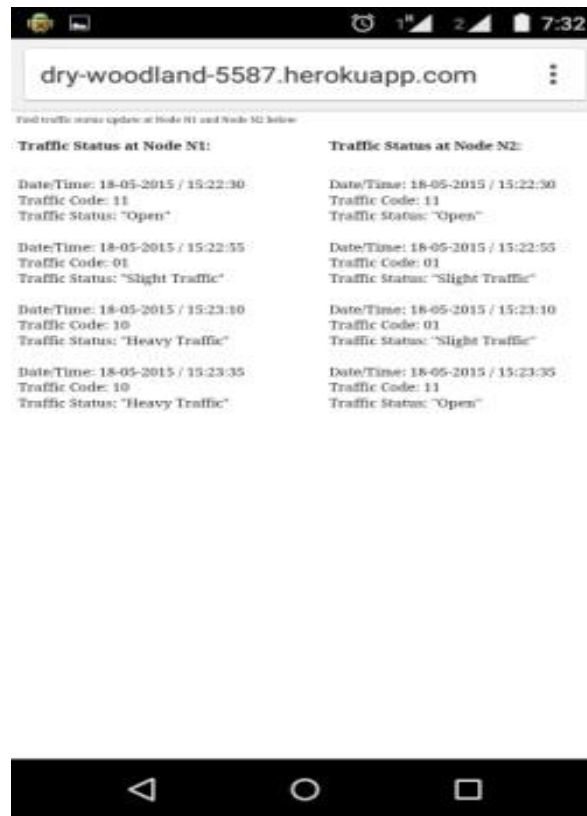 1 H 2 7:32
dry-woodland-5587.herokuapp.com
Find traffic status update at Node N1 and Node N2 below
Traffic Status at Node N1:
Date/Time: 18-05-2015 / 15:22:30
Traffic Code: 11
Traffic Status: "Open"
Date/Time: 18-05-2015 / 15:22:55
Traffic Code: 01
Traffic Status: "Slight Traffic"
Date/Time: 18-05-2015 / 15:23:10
Traffic Code: 10
Traffic Status: "Heavy Traffic"
Date/Time: 18-05-2015 / 15:23:35
Traffic Code: 10
Traffic Status: "Heavy Traffic"
Traffic Status at Node N2:
Date/Time: 18-05-2015 / 15:22:30
Traffic Code: 11
Traffic Status: "Open"
Date/Time: 18-05-2015 / 15:22:55
Traffic Code: 01
Traffic Status: "Slight Traffic"
Date/Time: 18-05-2015 / 15:23:10
Traffic Code: 01
Traffic Status: "Slight Traffic"
Date/Time: 18-05-2015 / 15:23:35
Traffic Code: 11
Traffic Status: "Open"